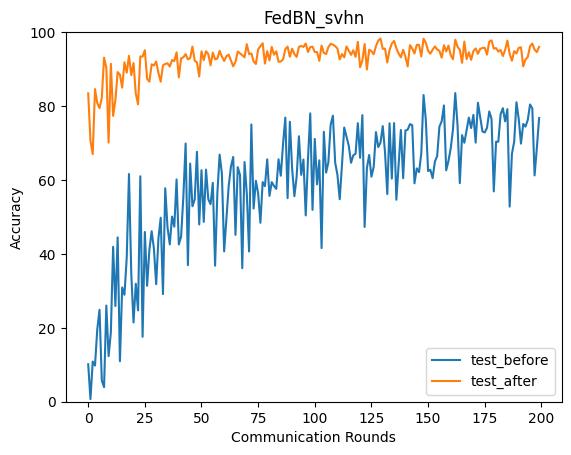 FedBN_svhn
Accuracy
100
80
60
40
20
0
0 25 50 75 100 125 150 175 200
Communication Rounds
test_before
test_after